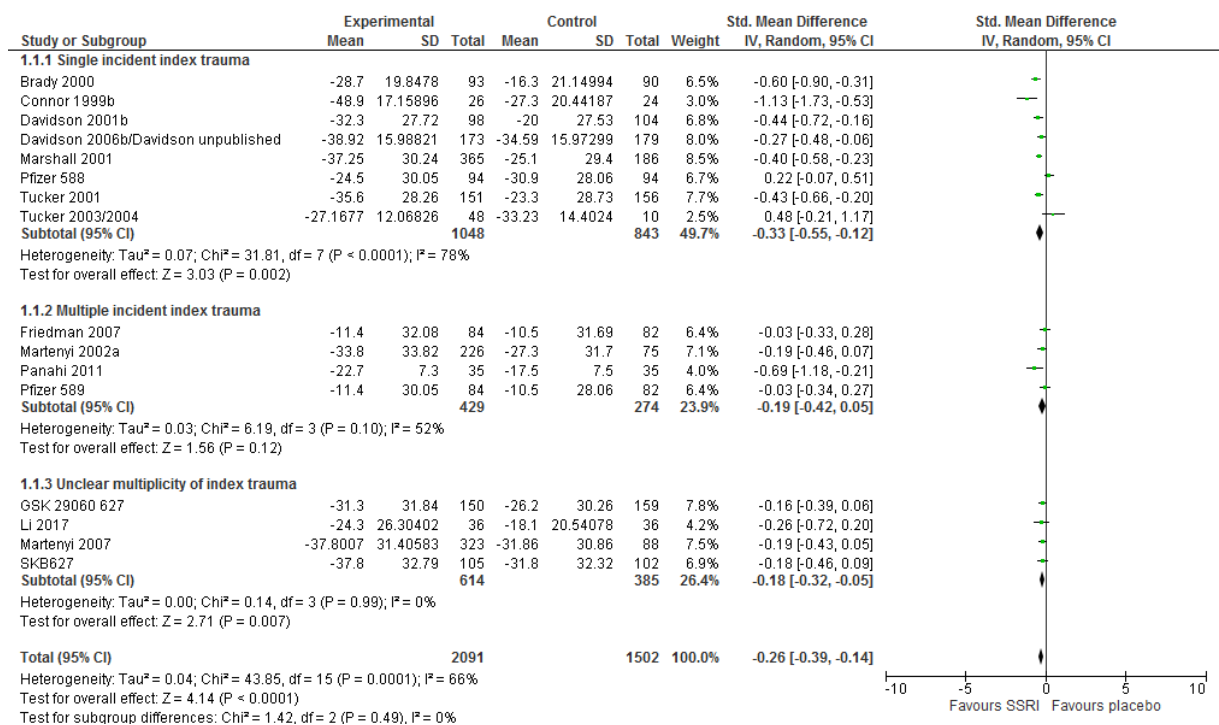 Experimental Control Std. Mean Difference Std. Mean Difference
Study or Subgroup Mean SD Total Mean SD Total Weight IV, Random, 95% CI IV, Random, 95% CI
1.1.1 Single incident index trauma
Brady 2000 -28.7 19.8478 93 -16.3 21.14994 90 6.5% -0.60 [-0.90, -0.31]
Connor 1999b -48.9 17.15896 26 -27.3 20.44187 24 3.0% -1.13 [-1.73, -0.53]
Davidson 2001b -32.3 27.72 98 -20 27.53 104 6.8% -0.44 [-0.72, -0.16]
Davidson 2006b/Davidson unpublished -38.92 15.98821 173 -34.59 15.97299 179 8.0% -0.27 [-0.48, -0.06]
Marshall 2001 -37.25 30.24 365 -25.1 29.4 186 8.5% -0.40 [-0.58, -0.23]
Pfizer 588 -24.5 30.05 94 -30.9 28.06 94 6.7% 0.22 [-0.07, 0.51]
Tucker 2001 -35.6 28.26 151 -23.3 28.73 156 7.7% -0.43 [-0.66, -0.20]
Tucker 2003/2004 -27.1677 12.06826 48 -33.23 14.4024 10 2.5% 0.48 [-0.21, 1.17]
Subtotal (95% CI) 1048 843 49.7% -0.33 [-0.55, -0.12]
Heterogeneity: Tau² = 0.07; Chi² = 31.81, df = 7 (P < 0.0001); I² = 78%
Test for overall effect: Z = 3.03 (P = 0.002)
1.1.2 Multiple incident index trauma
Friedman 2007 -11.4 32.08 84 -10.5 31.69 82 6.4% -0.03 [-0.33, 0.28]
Martenyi 2002a -33.8 33.82 226 -27.3 31.7 75 7.1% -0.19 [-0.46, 0.07]
Panahi 2011 -22.7 7.3 35 -17.5 7.5 35 4.0% -0.69 [-1.18, -0.21]
Pfizer 589 -11.4 30.05 84 -10.5 28.06 82 6.4% -0.03 [-0.34, 0.27]
Subtotal (95% CI) 429 274 23.9% -0.19 [-0.42, 0.05]
Heterogeneity: Tau² = 0.03; Chi² = 6.19, df = 3 (P = 0.10); I² = 52%
Test for overall effect: Z = 1.56 (P = 0.12)
1.1.3 Unclear multiplicity of index trauma
GSK 29060 627 -31.3 31.84 150 -26.2 30.26 159 7.8% -0.16 [-0.39, 0.06]
Li 2017 -24.3 26.30402 36 -18.1 20.54078 36 4.2% -0.26 [-0.72, 0.20]
Martenyi 2007 -37.8007 31.40583 323 -31.86 30.86 88 7.5% -0.19 [-0.43, 0.05]
SKB627 -37.8 32.79 105 -31.8 32.32 102 6.9% -0.18 [-0.46, 0.09]
Subtotal (95% CI) 614 385 26.4% -0.18 [-0.32, -0.05]
Heterogeneity: Tau² = 0.00; Chi² = 0.14, df = 3 (P = 0.99); I² = 0%
Test for overall effect: Z = 2.71 (P = 0.007)
Total (95% CI) 2091 1502 100.0% -0.26 [-0.39, -0.14]
Heterogeneity: Tau² = 0.04; Chi² = 43.85, df = 15 (P = 0.0001); I² = 66%
Test for overall effect: Z = 4.14 (P < 0.0001)
Test for subgroup differences: Chi² = 1.42, df = 2 (P = 0.49), I² = 0%
-10 -5 0 5 10
Favours SSRI Favours placebo